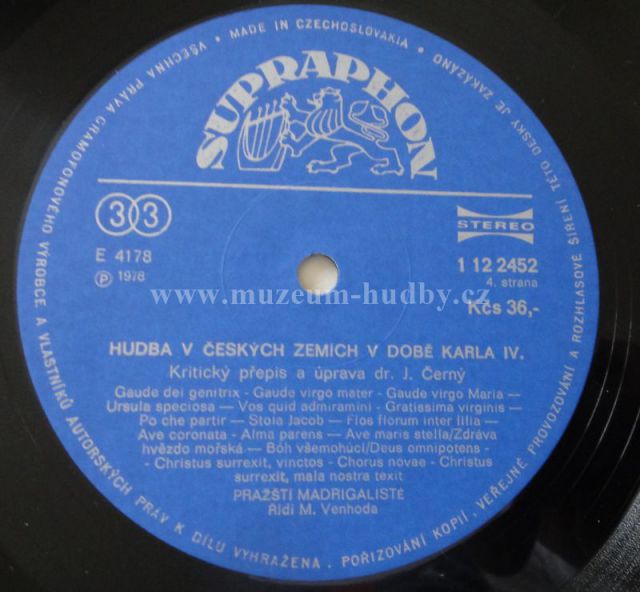 VŠECHNA PRÁVA GRAMOFONOVÉHO VÝROBCE A VLASTNÍKŮ AUTORSKÝCH PRÁV K DÍLU VYHRAŽENA. POŘIZOVÁNÍ KOPIÍ, VEŘEJNÉ PROVOZOVÁNÍ A ROZHLASOVÉ ŠÍŘENÍ TÉTO DESKY JE ZAKÁZÁNO • MADE IN CZECHOSLOVAKIA •
SUPRAPHON
33
STEREO
E 4178
1 12 2452
Ⓟ 1978
4. strana
www.muzeum-hudby.cz
Kčs 36,-
HUDBA V ČESKÝCH ZEMÍCH V DOBĚ KARLA IV.
Kritický přepis a úprava dr. J. Černý
Gaude dei genitrix - Gaude virgo mater - Gaude virgo Maria —
Ursula speciosa — Vos quid admiramini - Gratissima virginis —
Po che partir — Stola Jacob — Flos florum inter lilia —
Ave coronata - Alma parens — Ave maris stella/Zdráva
hvězdo mořská — Bóh všemohúcí/Deus omnipotens -
- Christus surrexit, vinctos - Chorus novae - Christus
surrexit, mala nostra texit
PRAŽŠTÍ MADRIGALISTÉ
Řídí M. Venhoda